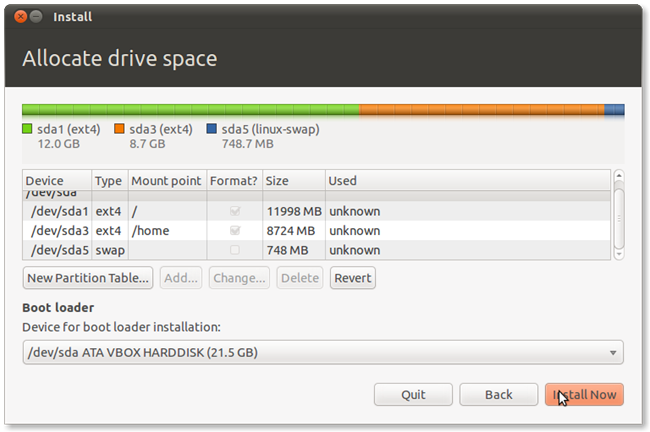 Install
Allocate drive space
sda1 (ext4) sda3 (ext4) sda5 (linux-swap)
12.0 GB 8.7 GB 748.7 MB
Device Type Mount point Format? Size Used
/dev/sda
/dev/sda1 ext4 / 11998 MB unknown
/dev/sda3 ext4 /home 8724 MB unknown
/dev/sda5 swap 748 MB unknown
New Partition Table... Add... Change... Delete Revert
Boot loader
Device for boot loader installation:
/dev/sda ATA VBOX HARDDISK (21.5 GB)
Quit Back Install Now